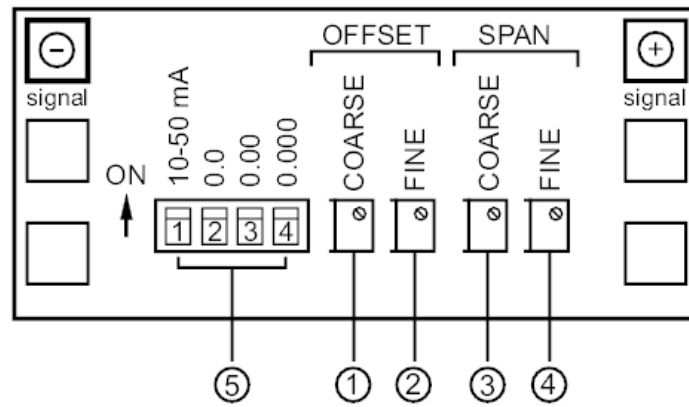 OFFSET SPAN
− +
signal signal
ON
10-50 mA
0.0
0.00
0.000
COARSE
FINE
COARSE
FINE
1 2 3 4
5 1 2 3 4